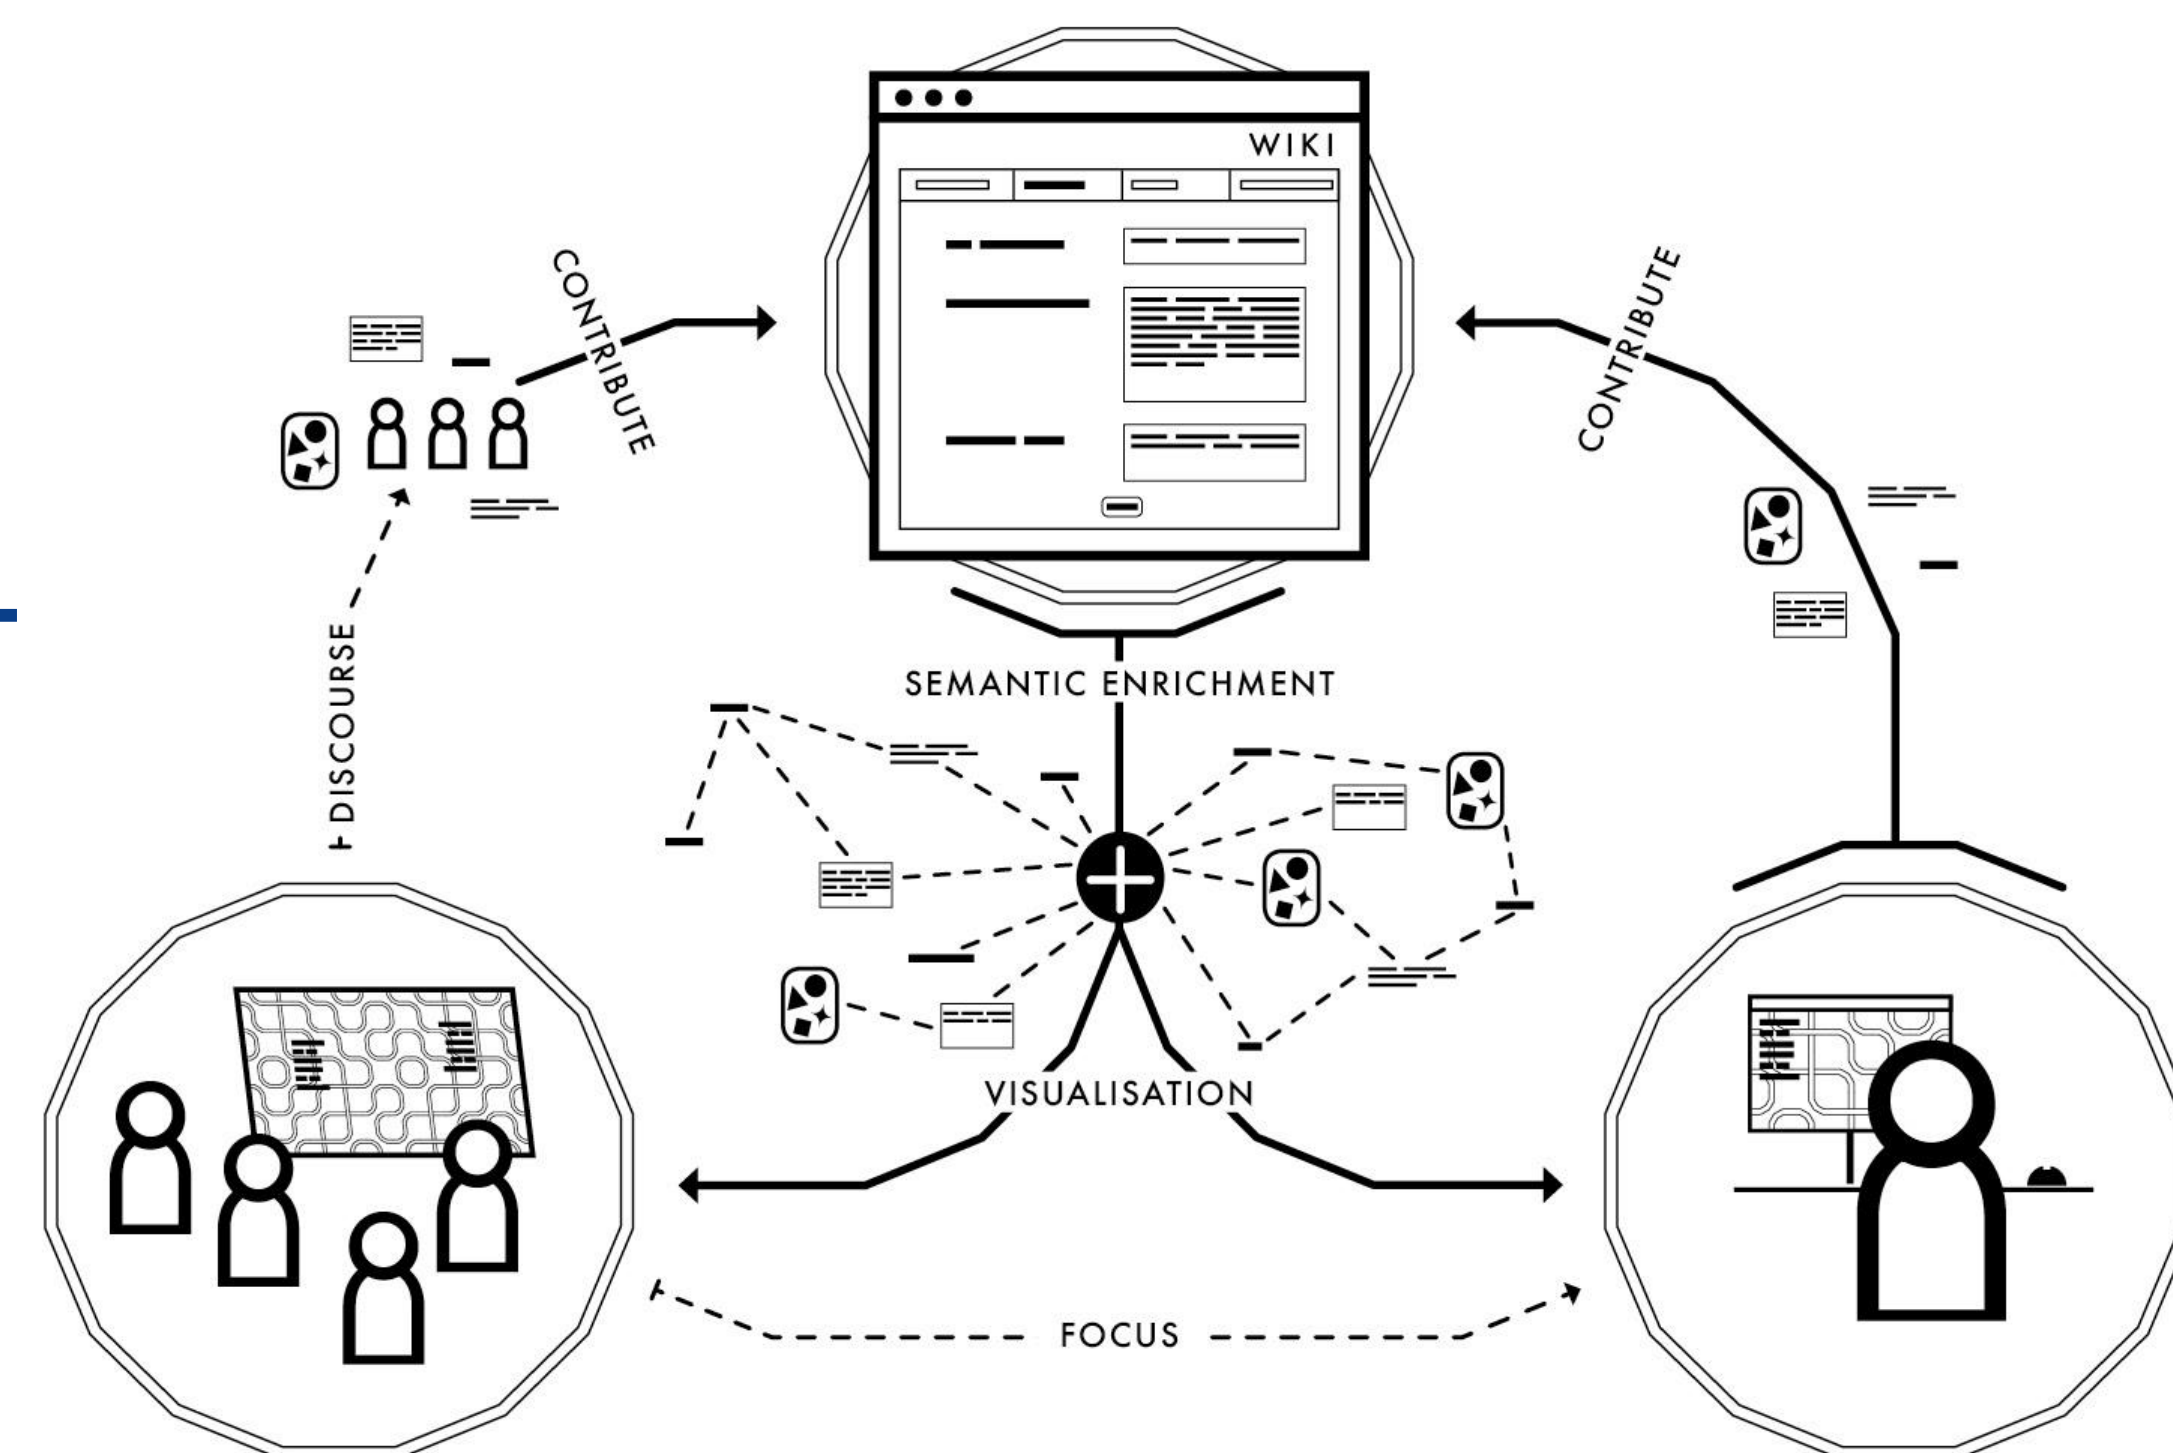 WIKI
CONTRIBUTE
CONTRIBUTE
DISCOURSE
SEMANTIC ENRICHMENT
VISUALISATION
FOCUS